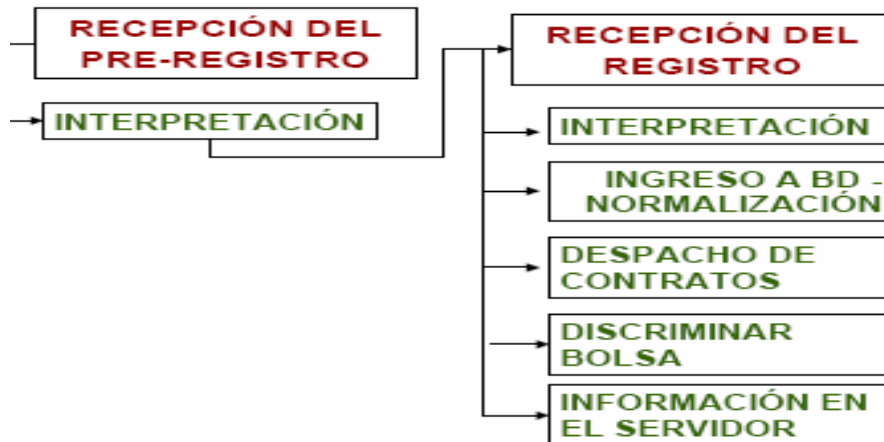 RECEPCIÓN DEL
PRE-REGISTRO
INTERPRETACIÓN
RECEPCIÓN DEL
REGISTRO
INTERPRETACIÓN
INGRESO A BD -
NORMALIZACIÓN
DESPACHO DE
CONTRATOS
DISCRIMINAR
BOLSA
INFORMACIÓN EN
EL SERVIDOR